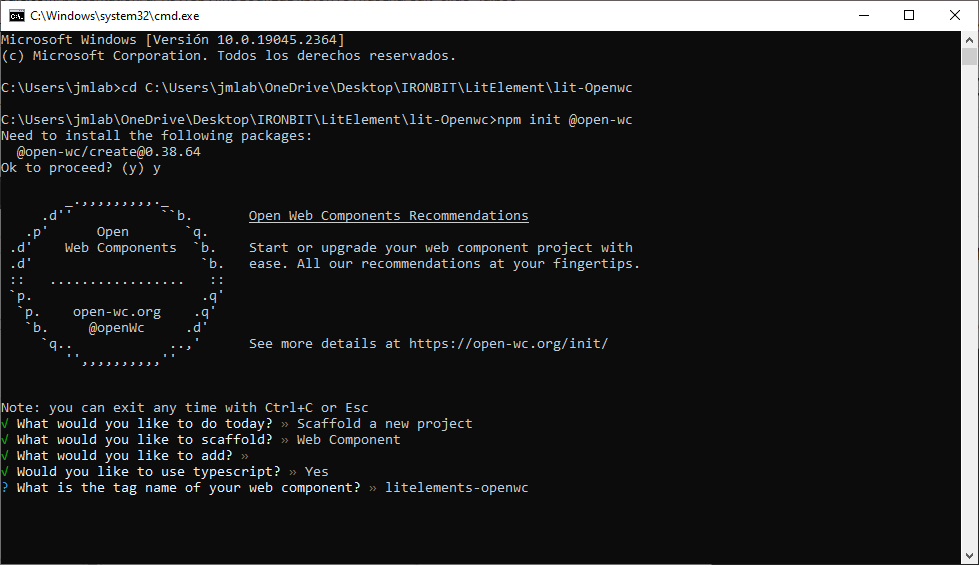 C:\Windows\system32\cmd.exe
Microsoft Windows [Versión 10.0.19045.2364]
(c) Microsoft Corporation. Todos los derechos reservados.
C:\Users\jmlab>cd C:\Users\jmlab\OneDrive\Desktop\IRONBIT\LitElement\lit-Openwc
C:\Users\jmlab\OneDrive\Desktop\IRONBIT\LitElement\lit-Openwc>npm init @open-wc
Need to install the following packages:
  @open-wc/create@0.38.64
Ok to proceed? (y) y
        _.,,,,,,,,,._
     .d''           ``b.       Open Web Components Recommendations
   .p'      Open       `q.
 .d'    Web Components  `b.    Start or upgrade your web component project with
 .d'                     `b.   ease. All our recommendations at your fingertips.
 ::   .................   ::
 `p.                     .q'
  `p.    open-wc.org    .q'
   `b.     @openWc     .d'
     `q..            ..,'      See more details at https://open-wc.org/init/
        '',,,,,,,,,,''
Note: you can exit any time with Ctrl+C or Esc
√ What would you like to do today? » Scaffold a new project
√ What would you like to scaffold? » Web Component
√ What would you like to add? »
√ Would you like to use typescript? » Yes
? What is the tag name of your web component? » litelements-openwc